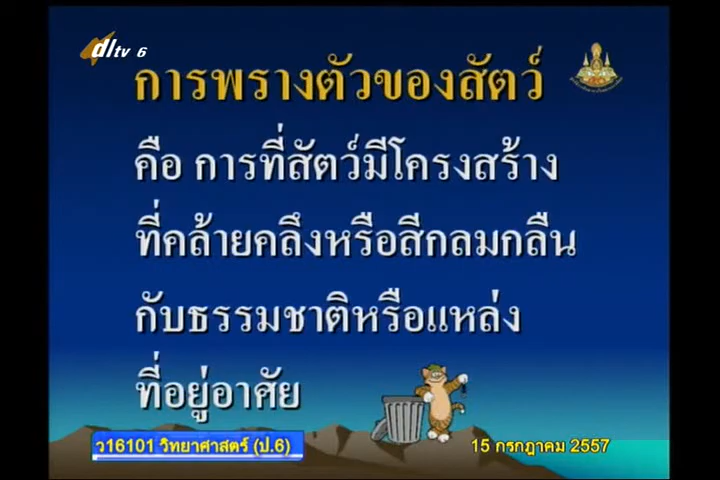 dltv 6
การพรางตัวของสัตว์
คือ การที่สัตว์มีโครงสร้าง
ที่คล้ายคลึงหรือสีกลมกลืน
กับธรรมชาติหรือแหล่ง
ที่อยู่อาศัย
ว16101 วิทยาศาสตร์ (ป.6)
15 กรกฎาคม 2557